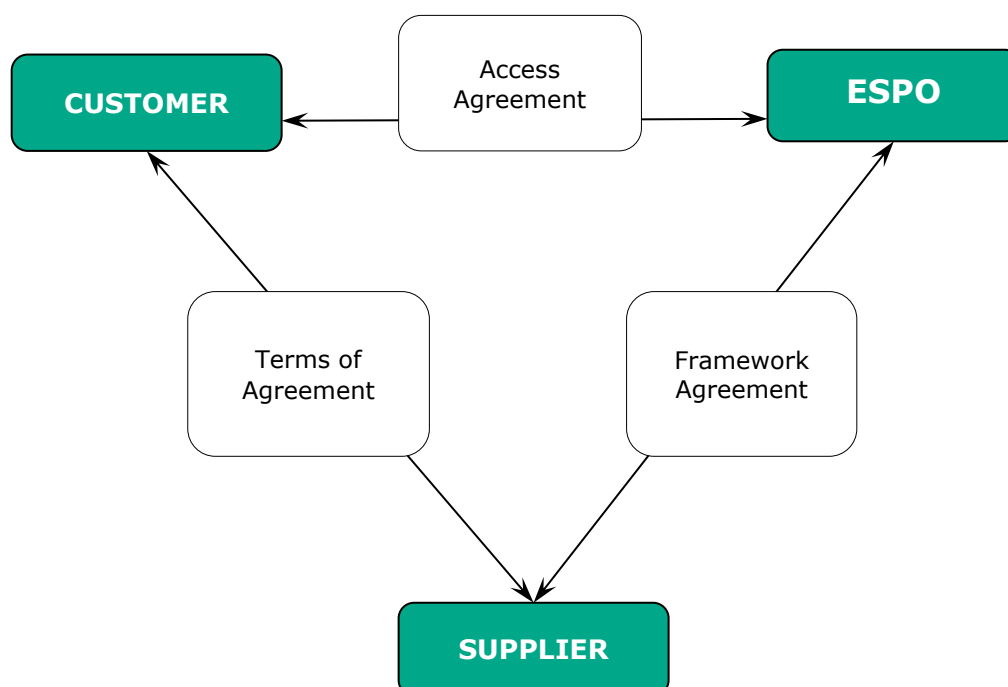 Access
Agreement
CUSTOMER
ESPO
Terms of
Agreement
Framework
Agreement
SUPPLIER